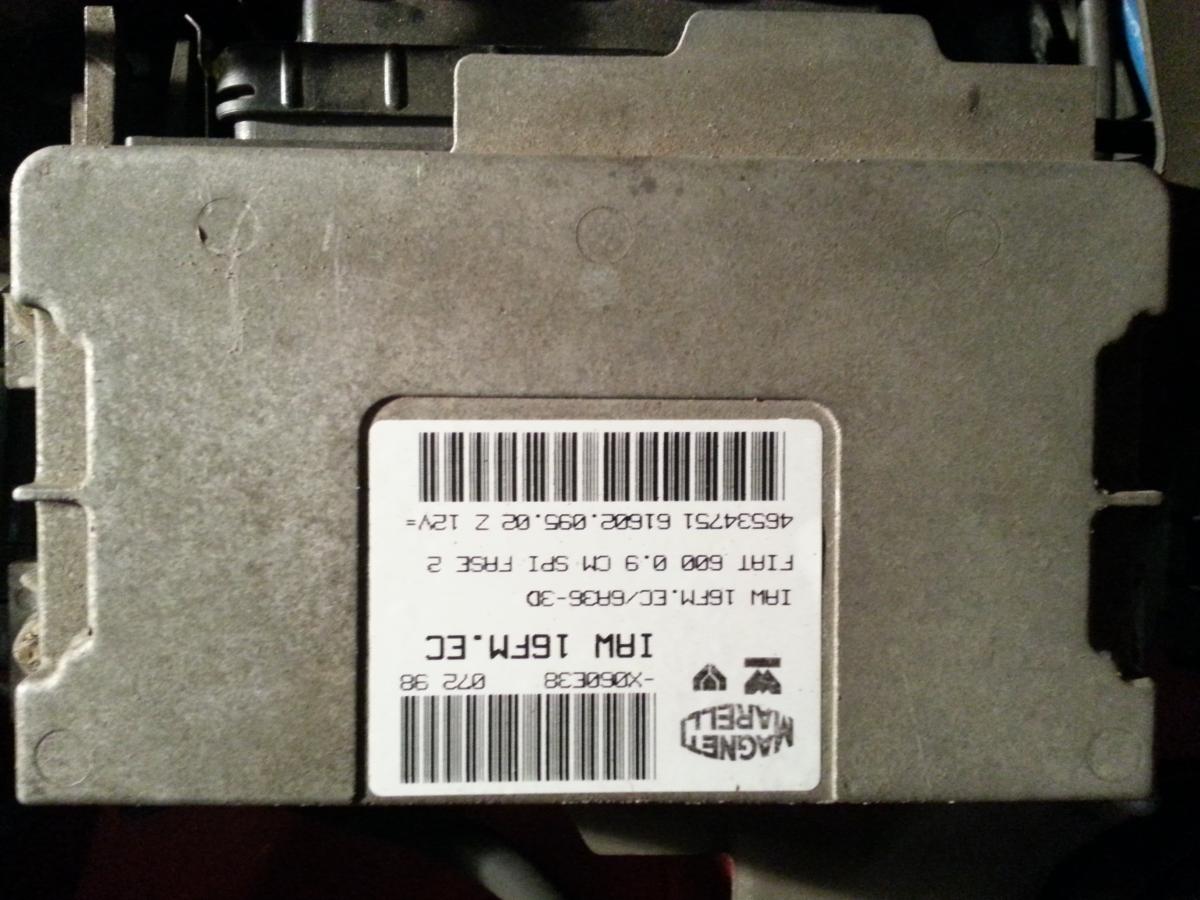 MAGNETI
MARELLI
-X060E38 072 98
IAW 16FM.EC
IAW 16FM.EC/6A36-3D
FIAT 600 0.9 CM SPI FASE 2
46534751 61602.095.02 Z 12V=